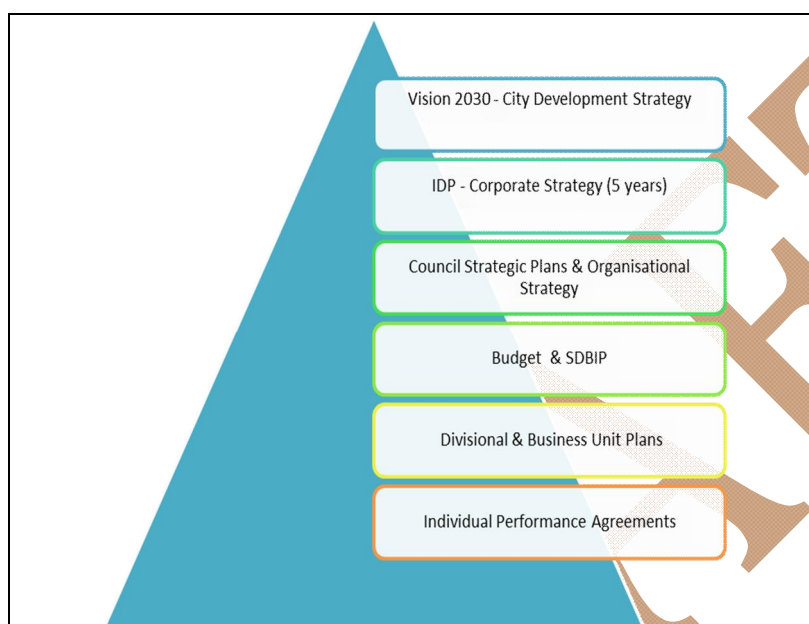 Vision 2030 - City Development Strategy
IDP - Corporate Strategy (5 years)
Council Strategic Plans & Organisational
Strategy
Budget & SDBIP
Divisional & Business Unit Plans
Individual Performance Agreements